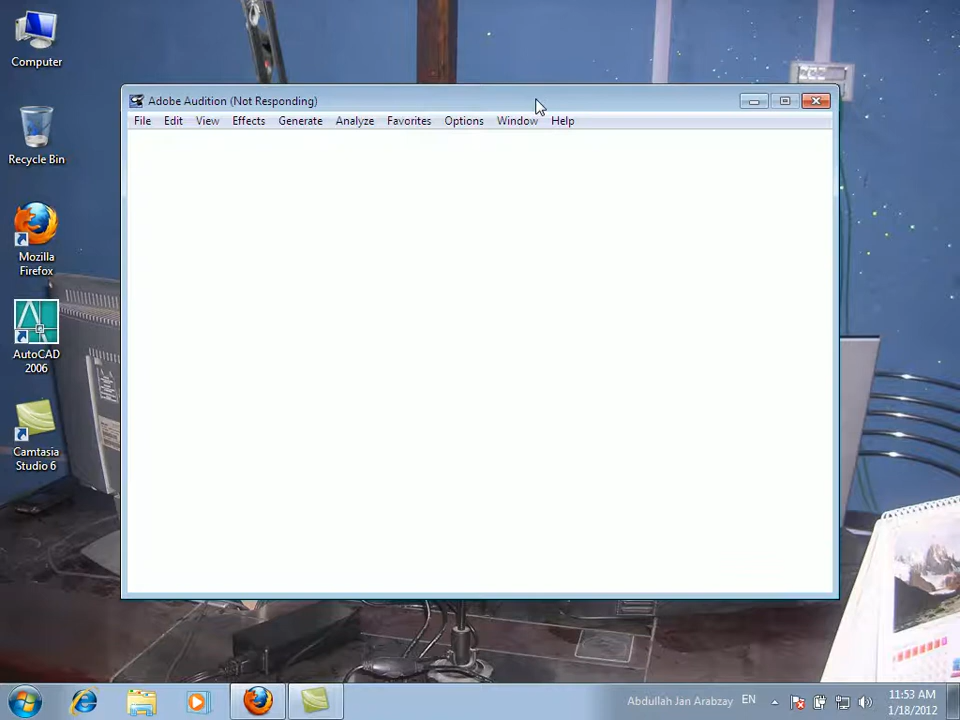 Computer
Recycle Bin
Mozilla
Firefox
AutoCAD
2006
Camtasia
Studio 6
Adobe Audition (Not Responding)
File Edit View Effects Generate Analyze Favorites Options Window Help
Abdullah Jan Arabzay EN
11:53 AM
1/18/2012